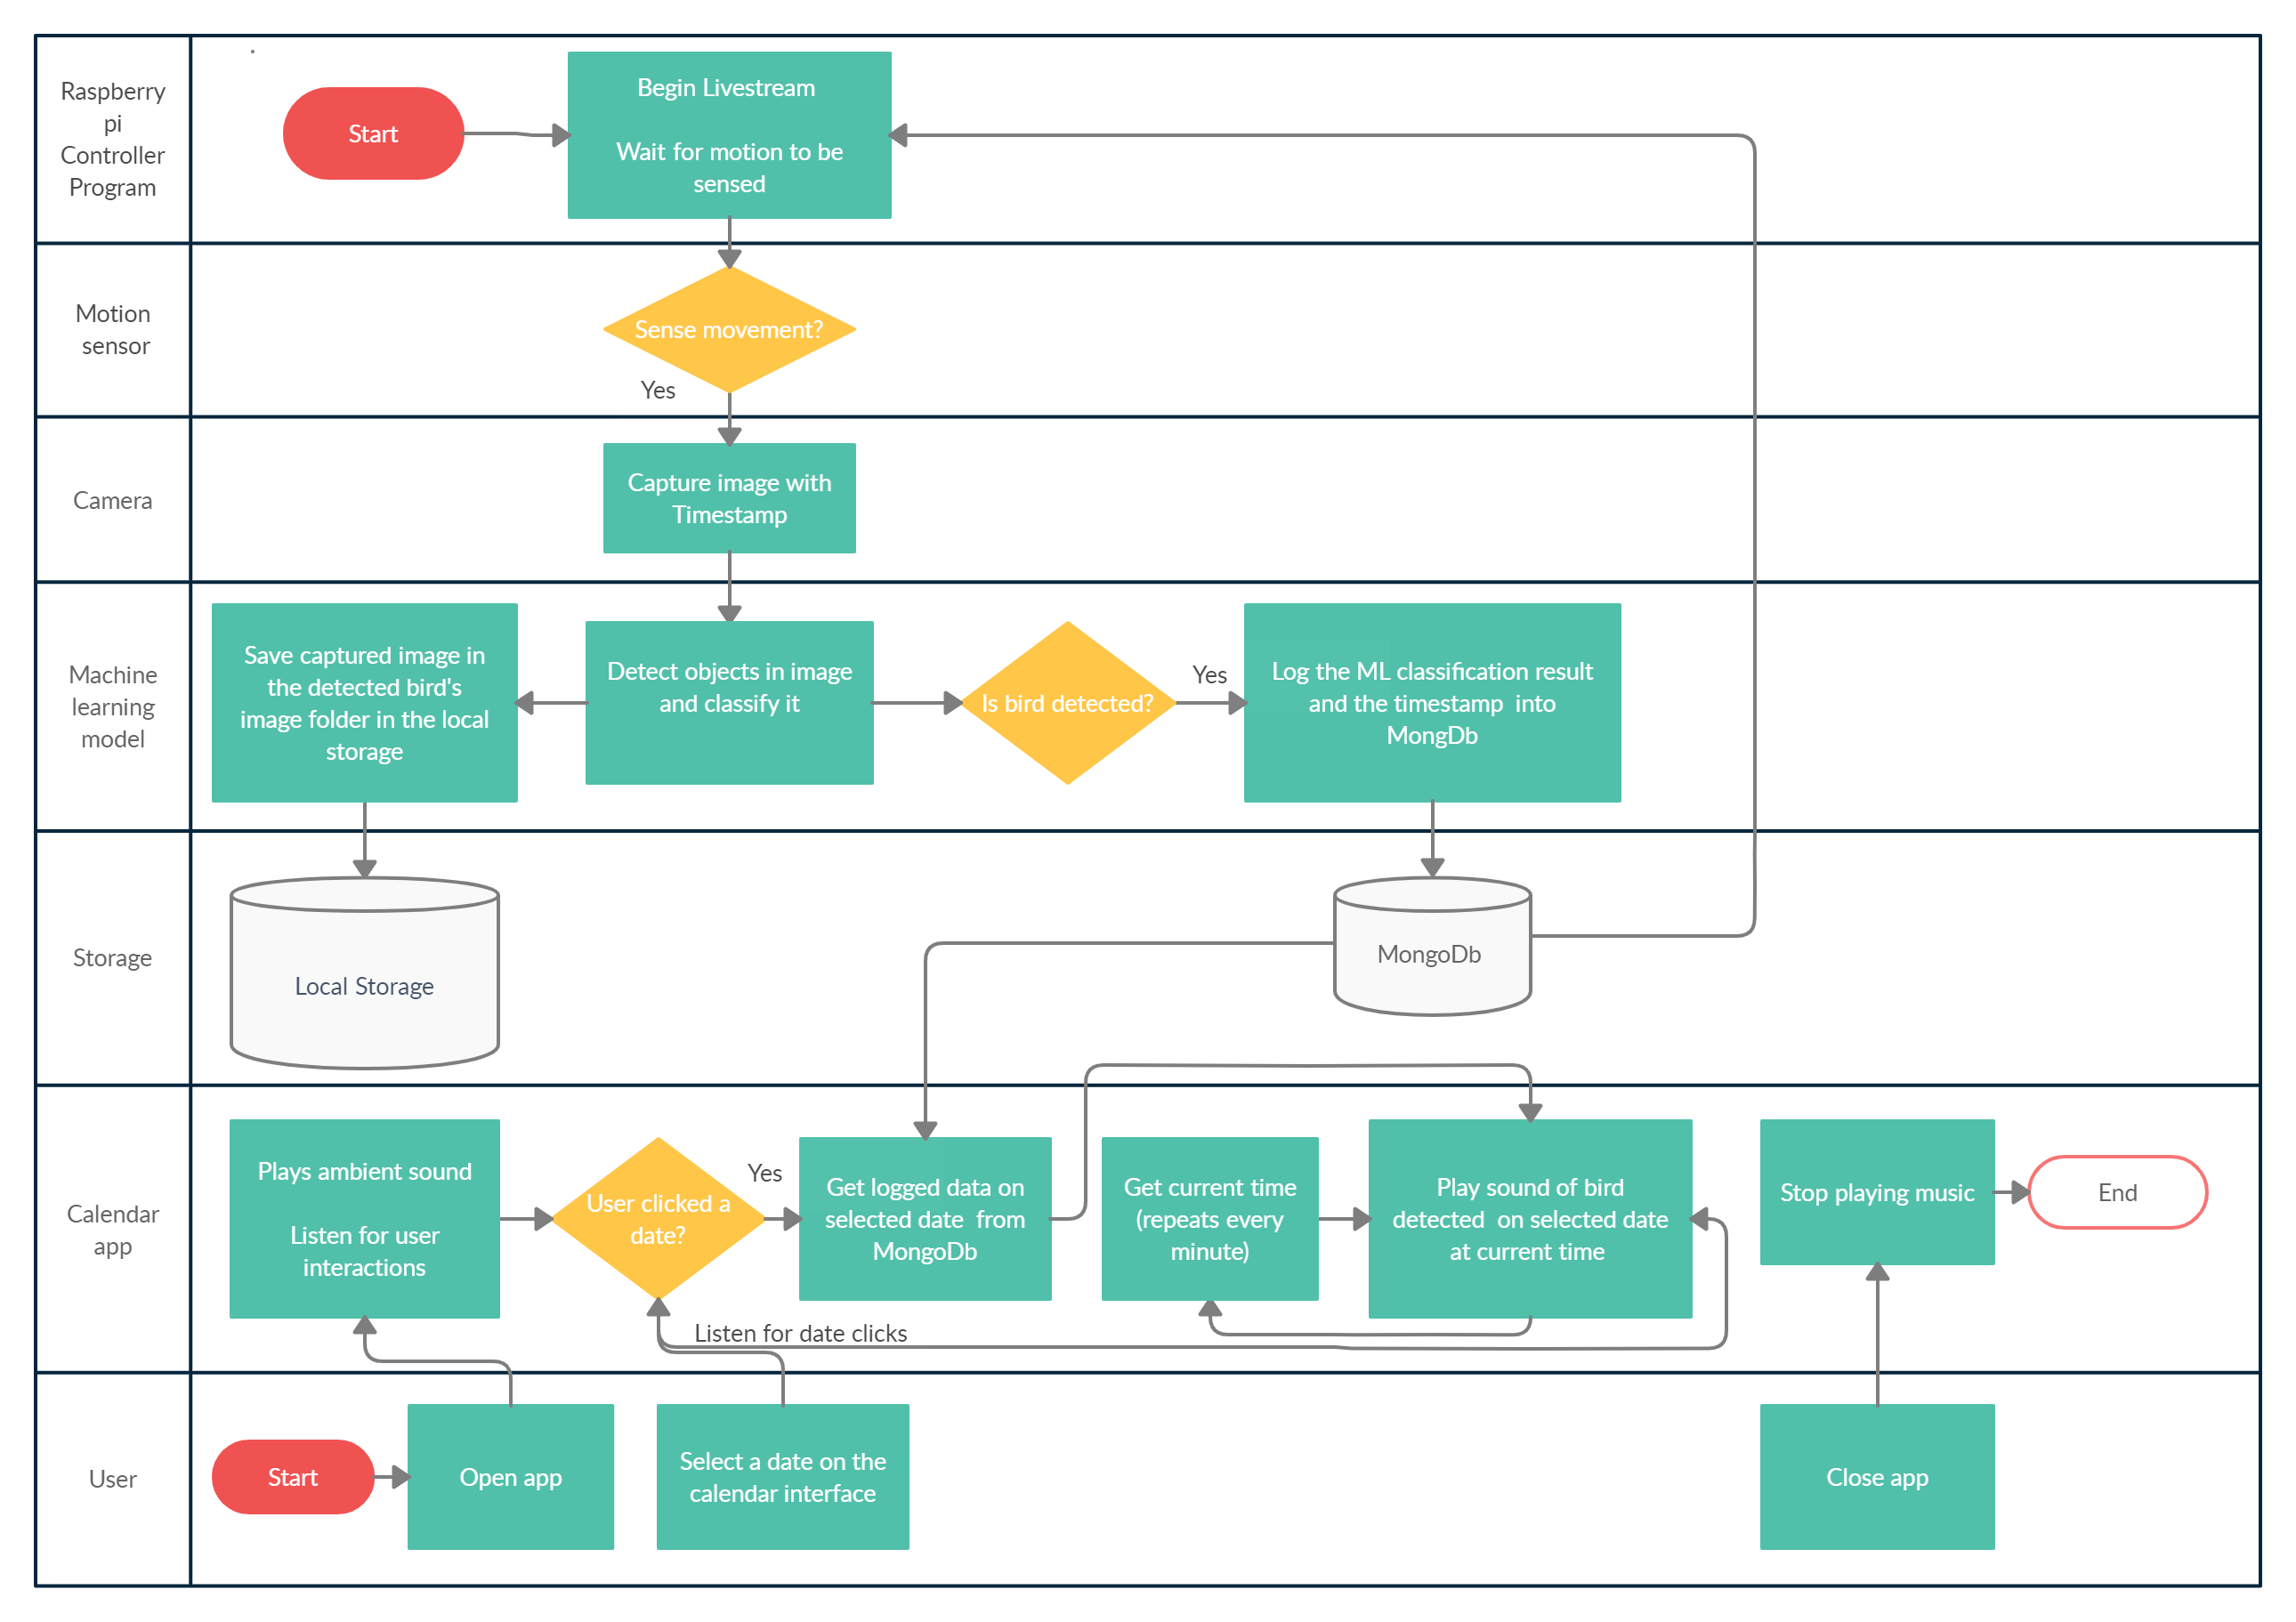 Raspberry
pi
Controller
Program
Start
Begin Livestream
Wait for motion to be
sensed
Motion
sensor
Sense movement?
Yes
Camera
Capture image with
Timestamp
Machine
learning
model
Save captured image in
the detected bird's
image folder in the local
storage
Detect objects in image
and classify it
Is bird detected?
Yes
Log the ML classification result
and the timestamp into
MongDb
Storage
Local Storage
MongoDb
Calendar
app
Plays ambient sound
Listen for user
interactions
User clicked a
date?
Yes
Get logged data on
selected date from
MongoDb
Get current time
(repeats every
minute)
Play sound of bird
detected on selected date
at current time
Stop playing music
End
Listen for date clicks
User
Start
Open app
Select a date on the
calendar interface
Close app